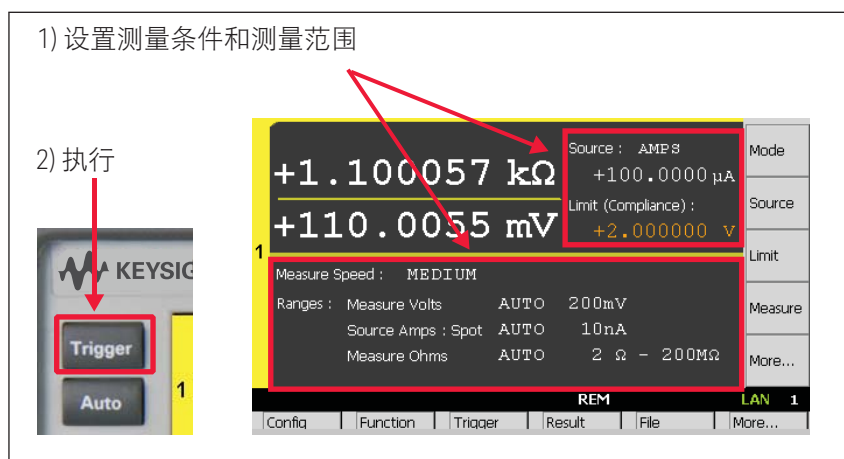 1) 设置测量条件和测量范围
2) 执行
KEYSIG
Trigger
Auto
1
+1.100057 kΩ
+110.0055 mV
Source : AMPS
+100.0000 µA
Limit (Compliance) :
+2.000000 V
1
Measure Speed : MEDIUM
Ranges : Measure Volts AUTO 200mV
Source Amps : Spot AUTO 10nA
Measure Ohms AUTO 2 Ω - 200MΩ
Mode
Source
Limit
Measure
More...
REM
LAN 1
Config Function Trigger Result File More...